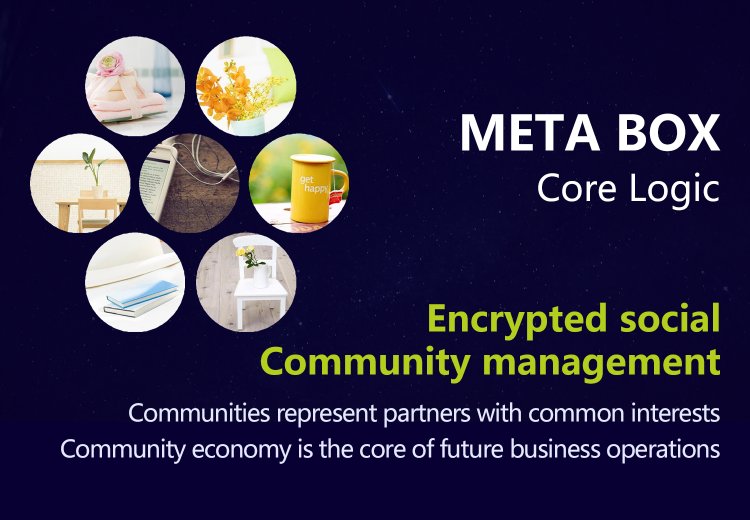 get
happy
META BOX
Core Logic
Encrypted social
Community management
Communities represent partners with common interests
Community economy is the core of future business operations